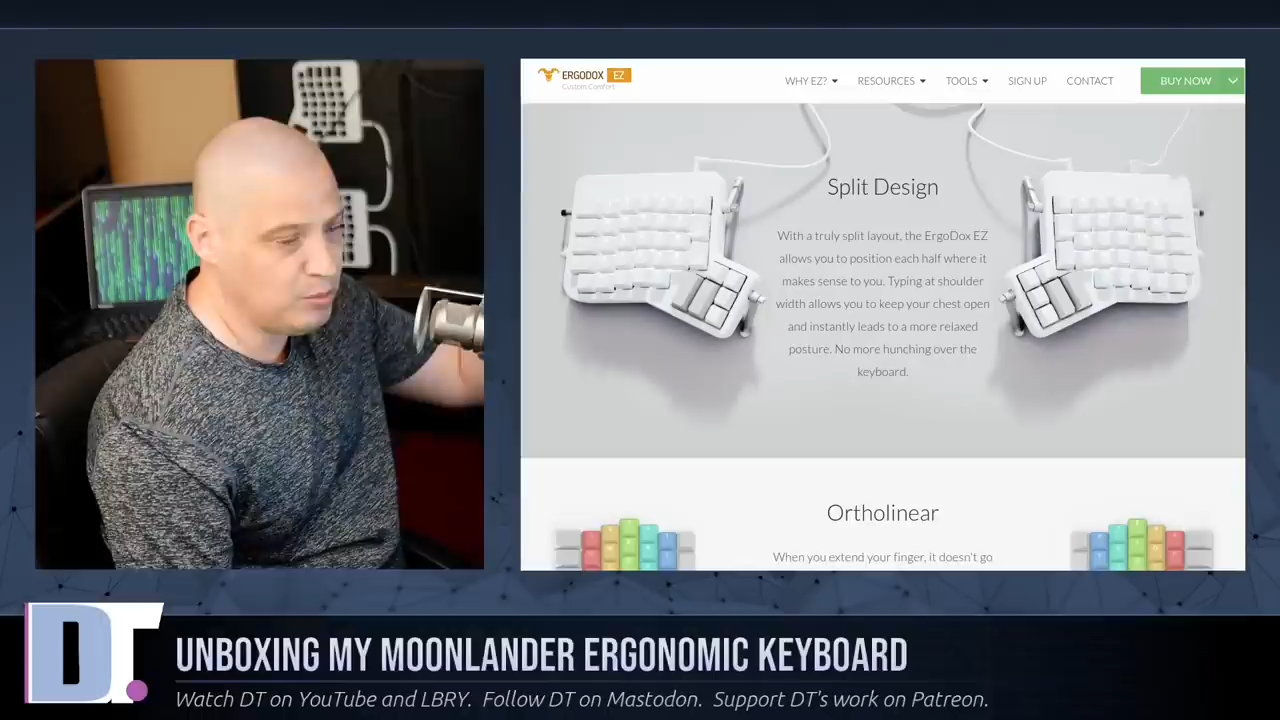 ERGODOX EZ
Custom Comfort
WHY EZ? RESOURCES TOOLS SIGN UP CONTACT BUY NOW
Split Design
With a truly split layout, the ErgoDox EZ
allows you to position each half where it
makes sense to you. Typing at shoulder
width allows you to keep your chest open
and instantly leads to a more relaxed
posture. No more hunching over the
keyboard.
Ortholinear
When you extend your finger, it doesn't go
DT.
UNBOXING MY MOONLANDER ERGONOMIC KEYBOARD
Watch DT on YouTube and LBRY. Follow DT on Mastodon. Support DT's work on Patreon.